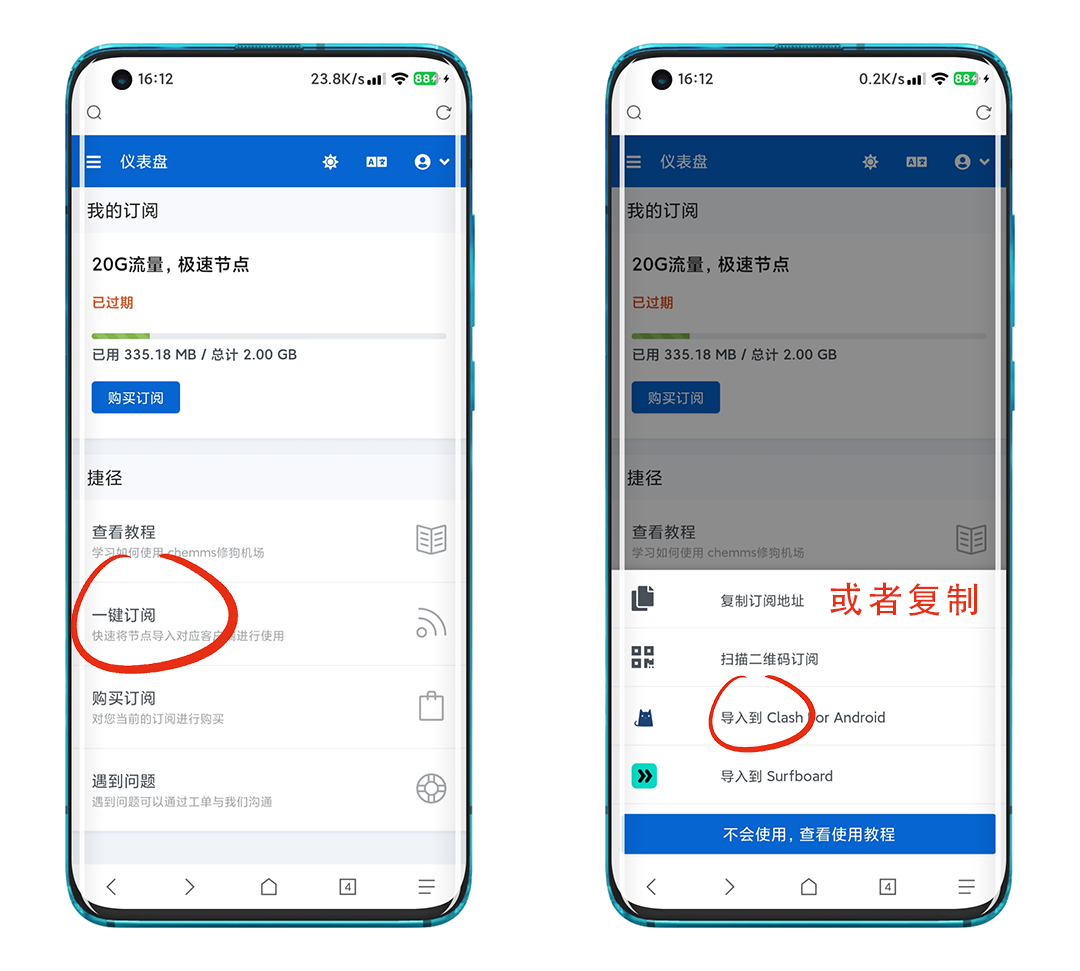 16:12
23.8K/s
88
仪表盘
我的订阅
20G流量，极速节点
已过期
已用 335.18 MB / 总计 2.00 GB
购买订阅
捷径
查看教程
学习如何使用 chemms修狗机场
一键订阅
快速将节点导入对应客户端进行使用
购买订阅
对您当前的订阅进行购买
遇到问题
遇到问题可以通过工单与我们沟通
4
16:12
0.2K/s
88
仪表盘
我的订阅
20G流量，极速节点
已过期
已用 335.18 MB / 总计 2.00 GB
购买订阅
捷径
查看教程
学习如何使用 chemms修狗机场
复制订阅地址
或者复制
扫描二维码订阅
导入到 Clash For Android
导入到 Surfboard
不会使用，查看使用教程
4